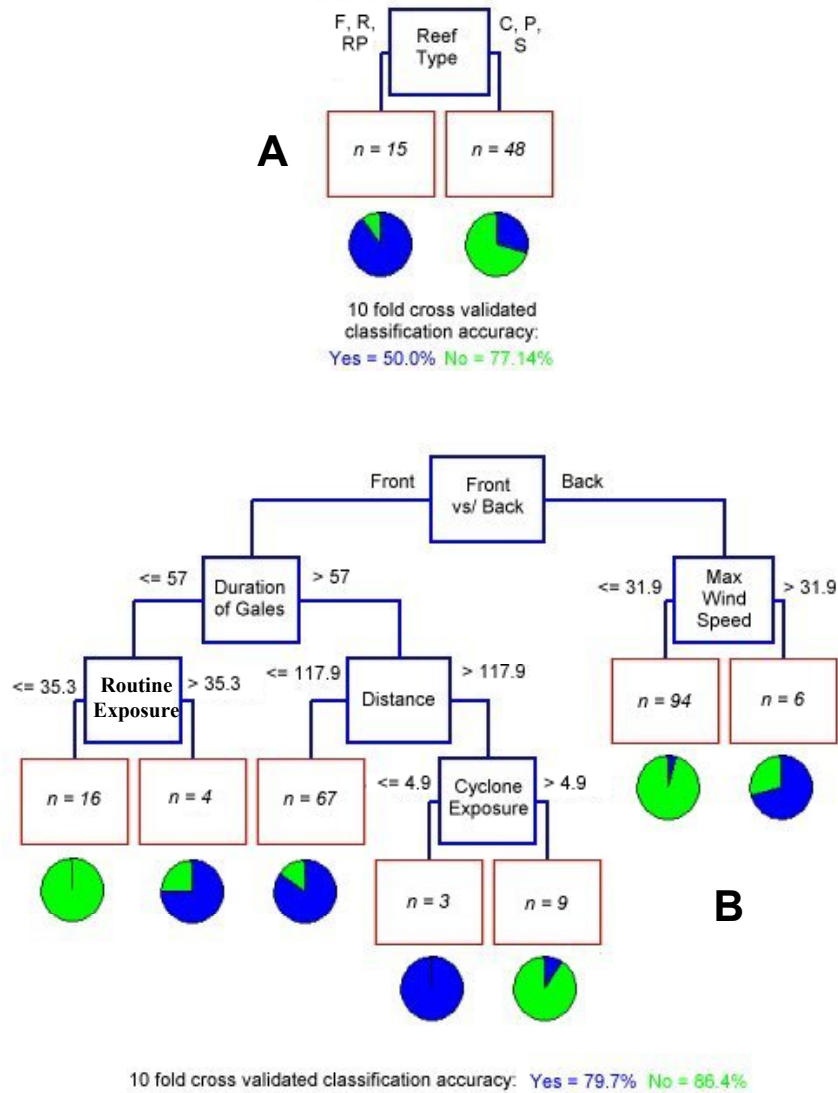 F, R,
RP
Reef
Type
C, P,
S
A
n = 15
n = 48
10 fold cross validated
classification accuracy:
Yes = 50.0% No = 77.14%
Front
Front
vs/ Back
Back
<= 57
Duration
of Gales
> 57
<= 31.9
Max
Wind
Speed
> 31.9
<= 35.3
Routine
Exposure
> 35.3
<= 117.9
Distance
> 117.9
n = 94
n = 6
n = 16
n = 4
n = 67
<= 4.9
Cyclone
Exposure
> 4.9
n = 3
n = 9
B
10 fold cross validated classification accuracy: Yes = 79.7% No = 86.4%